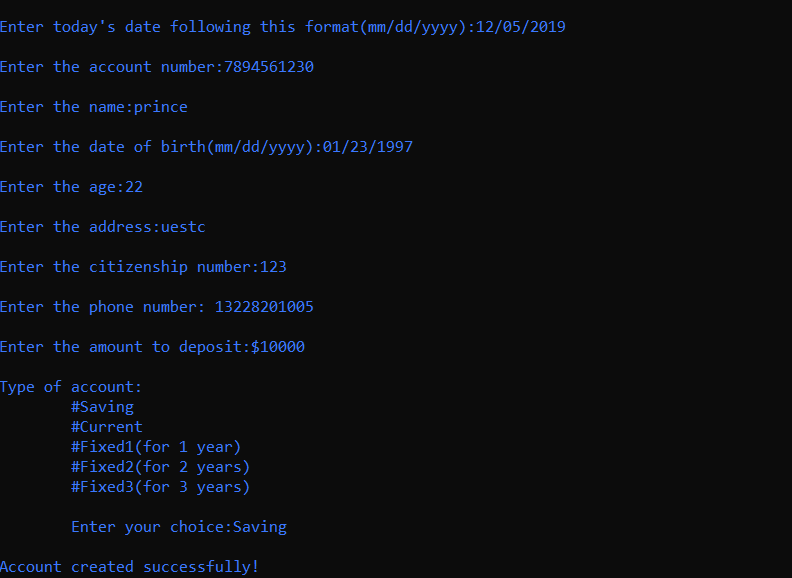 Enter today's date following this format(mm/dd/yyyy):12/05/2019
Enter the account number:7894561230
Enter the name:prince
Enter the date of birth(mm/dd/yyyy):01/23/1997
Enter the age:22
Enter the address:uestc
Enter the citizenship number:123
Enter the phone number: 13228201005
Enter the amount to deposit:$10000
Type of account:
#Saving
#Current
#Fixed1(for 1 year)
#Fixed2(for 2 years)
#Fixed3(for 3 years)
Enter your choice:Saving
Account created successfully!